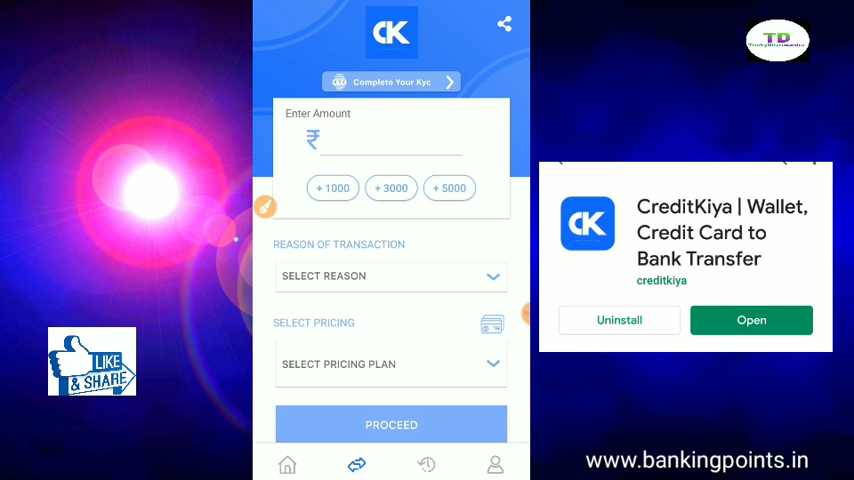 CK
Complete Your Kyc
Enter Amount
₹
+ 1000
+ 3000
+ 5000
REASON OF TRANSACTION
SELECT REASON
SELECT PRICING
SELECT PRICING PLAN
PROCEED
TD
CK
CreditKiya | Wallet,
Credit Card to
Bank Transfer
creditkiya
Uninstall
Open
LIKE
& SHARE
www.bankingpoints.in